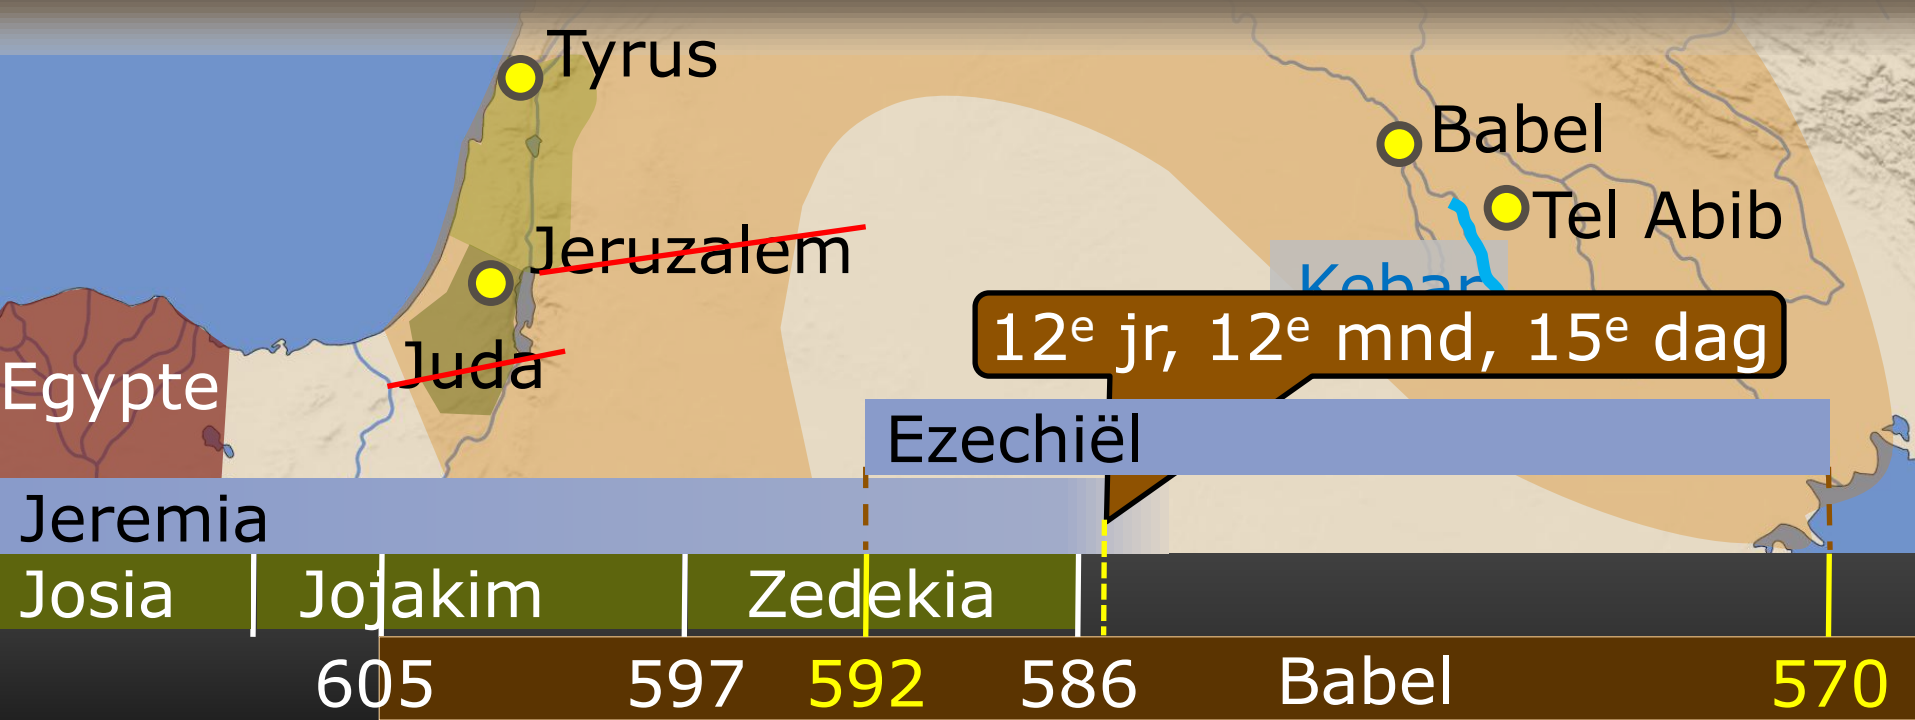 Tyrus
Babel
Tel Abib
Jeruzalem
Kebar
12e jr, 12e mnd, 15e dag
Juda
Egypte
Ezechiël
Jeremia
Josia Jojakim Zedekia
605 597 592 586 Babel 570